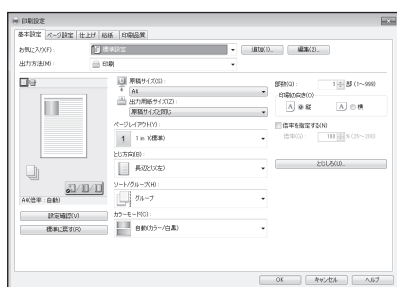 印刷設定
基本設定 ページ設定 仕上げ 給紙 印刷品質
お気に入り(F): 標準設定 追加(1)... 編集(2)...
出力方法(M): 印刷
原稿サイズ(S):
A4
出力用紙サイズ(Z):
原稿サイズと同じ
ページレイアウト(Y):
1 1 in 1(標準)
とじ方向(B):
長辺とじ(左)
ソート/グループ(H):
グループ
カラーモード(C):
自動(カラー/白黒)
A4(倍率:自動)
設定確認(V)
標準に戻す(R)
部数(Q): 1 部 (1~999)
印刷の向き(O)
A 縦 A 横
倍率を指定する(N)
倍率(G): 100 % (25~200)
とじしろ(U)...
OK キャンセル ヘルプ